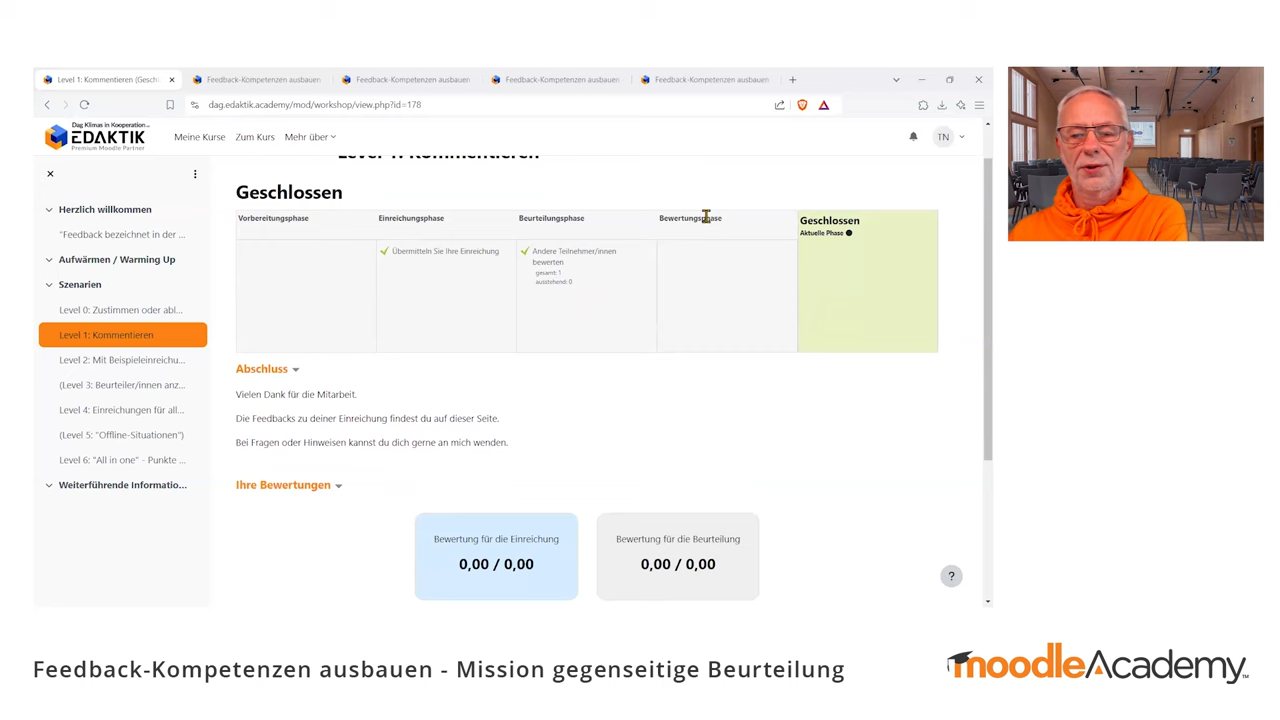 Level 1: Kommentieren (Geschl
Feedback-Kompetenzen ausbauen
Feedback-Kompetenzen ausbauen
Feedback-Kompetenzen ausbauen
Feedback-Kompetenzen ausbauen
dag.edaktik.academy/mod/workshop/view.php?id=178
Dag Klimas in Kooperation
EDAKTIK
Premium Moodle Partner
Meine Kurse
Zum Kurs
Mehr über
TN
Herzlich willkommen
"Feedback bezeichnet in der ...
Aufwärmen / Warming Up
Szenarien
Level 0: Zustimmen oder abl...
Level 1: Kommentieren
Level 2: Mit Beispieleinreichu...
(Level 3: Beurteiler/innen anz...
Level 4: Einreichungen für all...
(Level 5: "Offline-Situationen")
Level 6: "All in one" - Punkte ...
Weiterführende Informatio...
Level 1: Kommentieren
Geschlossen
Vorbereitungsphase
Einreichungsphase
Übermitteln Sie Ihre Einreichung
Beurteilungsphase
Andere Teilnehmer/innen
bewerten
gesamt: 1
ausstehend: 0
Bewertungsphase
Geschlossen
Aktuelle Phase
Abschluss
Vielen Dank für die Mitarbeit.
Die Feedbacks zu deiner Einreichung findest du auf dieser Seite.
Bei Fragen oder Hinweisen kannst du dich gerne an mich wenden.
Ihre Bewertungen
Bewertung für die Einreichung
0,00 / 0,00
Bewertung für die Beurteilung
0,00 / 0,00
?
Feedback-Kompetenzen ausbauen - Mission gegenseitige Beurteilung
moodleAcademy™